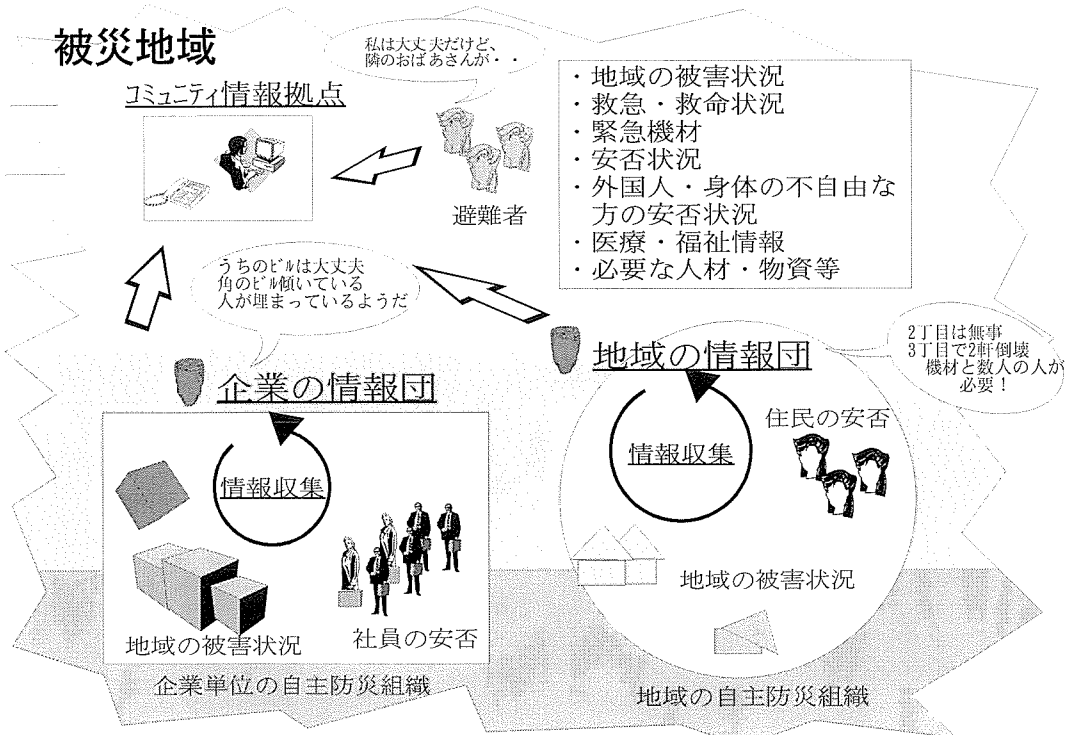 被災地域
私は大丈夫だけど、
隣のおばあさんが・・
コミュニティ情報拠点
避難者
・地域の被害状況
・救急・救命状況
・緊急機材
・安否状況
・外国人・身体の不自由な
方の安否状況
・医療・福祉情報
・必要な人材・物資等
うちのビルは大丈夫
角のビル傾いている
人が埋まっているようだ
2丁目は無事
3丁目で2軒倒壊
機材と数人の人が
必要！
企業の情報団
情報収集
地域の被害状況
社員の安否
企業単位の自主防災組織
地域の情報団
住民の安否
情報収集
地域の被害状況
地域の自主防災組織